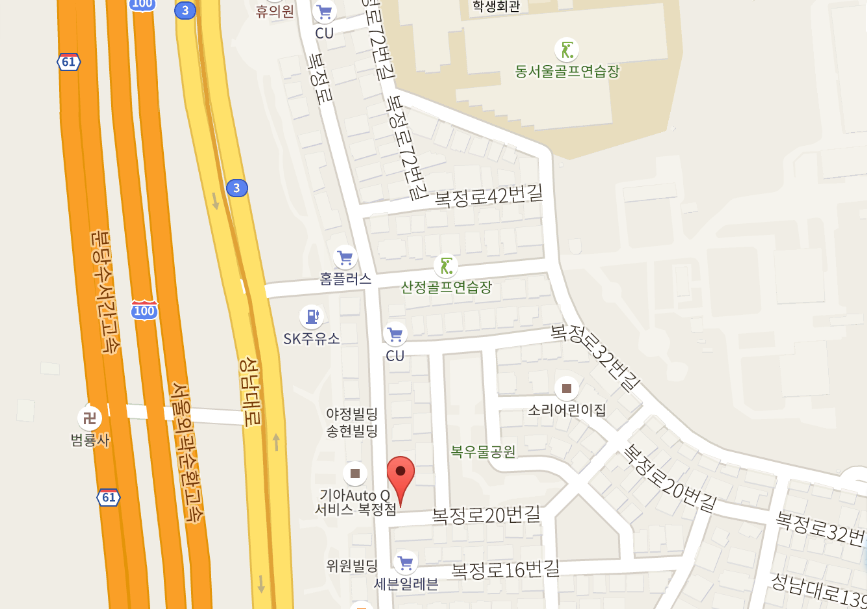 100
3
휴의원
CU
학생회관
61
동서울골프연습장
복정로72번길
복정로
복정로72번길
3
복정로42번길
분당수서간고속
홈플러스
산정골프연습장
100
SK주유소
CU
복정로32번길
성남대로
서울외곽순환고속
야정빌딩
송현빌딩
소리어린이집
범룡사
복우물공원
복정로20번길
기아Auto Q
서비스 복정점
61
복정로20번길
복정로32번
위원빌딩
세븐일레븐
복정로16번길
성남대로139